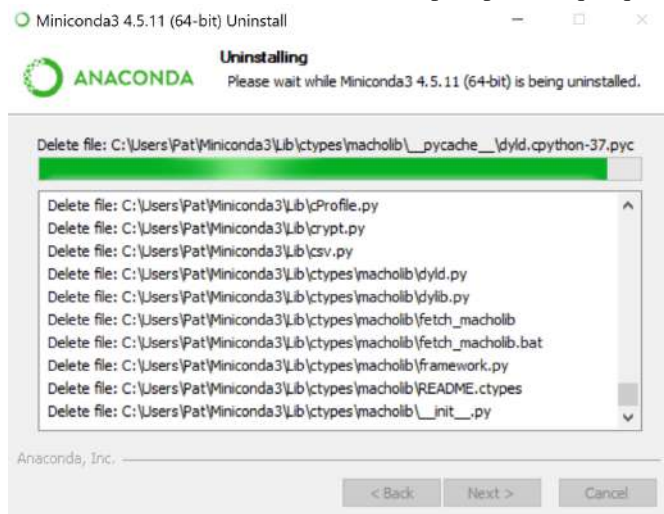 Miniconda3 4.5.11 (64-bit) Uninstall
ANACONDA
Uninstalling
Please wait while Miniconda3 4.5.11 (64-bit) is being uninstalled.
Delete file: C:\Users\Pat\Miniconda3\Lib\ctypes\macholib\__pycache__\dyld.cpython-37.pyc
Delete file: C:\Users\Pat\Miniconda3\Lib\cProfile.py
Delete file: C:\Users\Pat\Miniconda3\Lib\crypt.py
Delete file: C:\Users\Pat\Miniconda3\Lib\csv.py
Delete file: C:\Users\Pat\Miniconda3\Lib\ctypes\macholib\dyld.py
Delete file: C:\Users\Pat\Miniconda3\Lib\ctypes\macholib\dylib.py
Delete file: C:\Users\Pat\Miniconda3\Lib\ctypes\macholib\fetch_macholib
Delete file: C:\Users\Pat\Miniconda3\Lib\ctypes\macholib\fetch_macholib.bat
Delete file: C:\Users\Pat\Miniconda3\Lib\ctypes\macholib\framework.py
Delete file: C:\Users\Pat\Miniconda3\Lib\ctypes\macholib\README.ctypes
Delete file: C:\Users\Pat\Miniconda3\Lib\ctypes\macholib\__init__.py
Anaconda, Inc.
< Back Next > Cancel